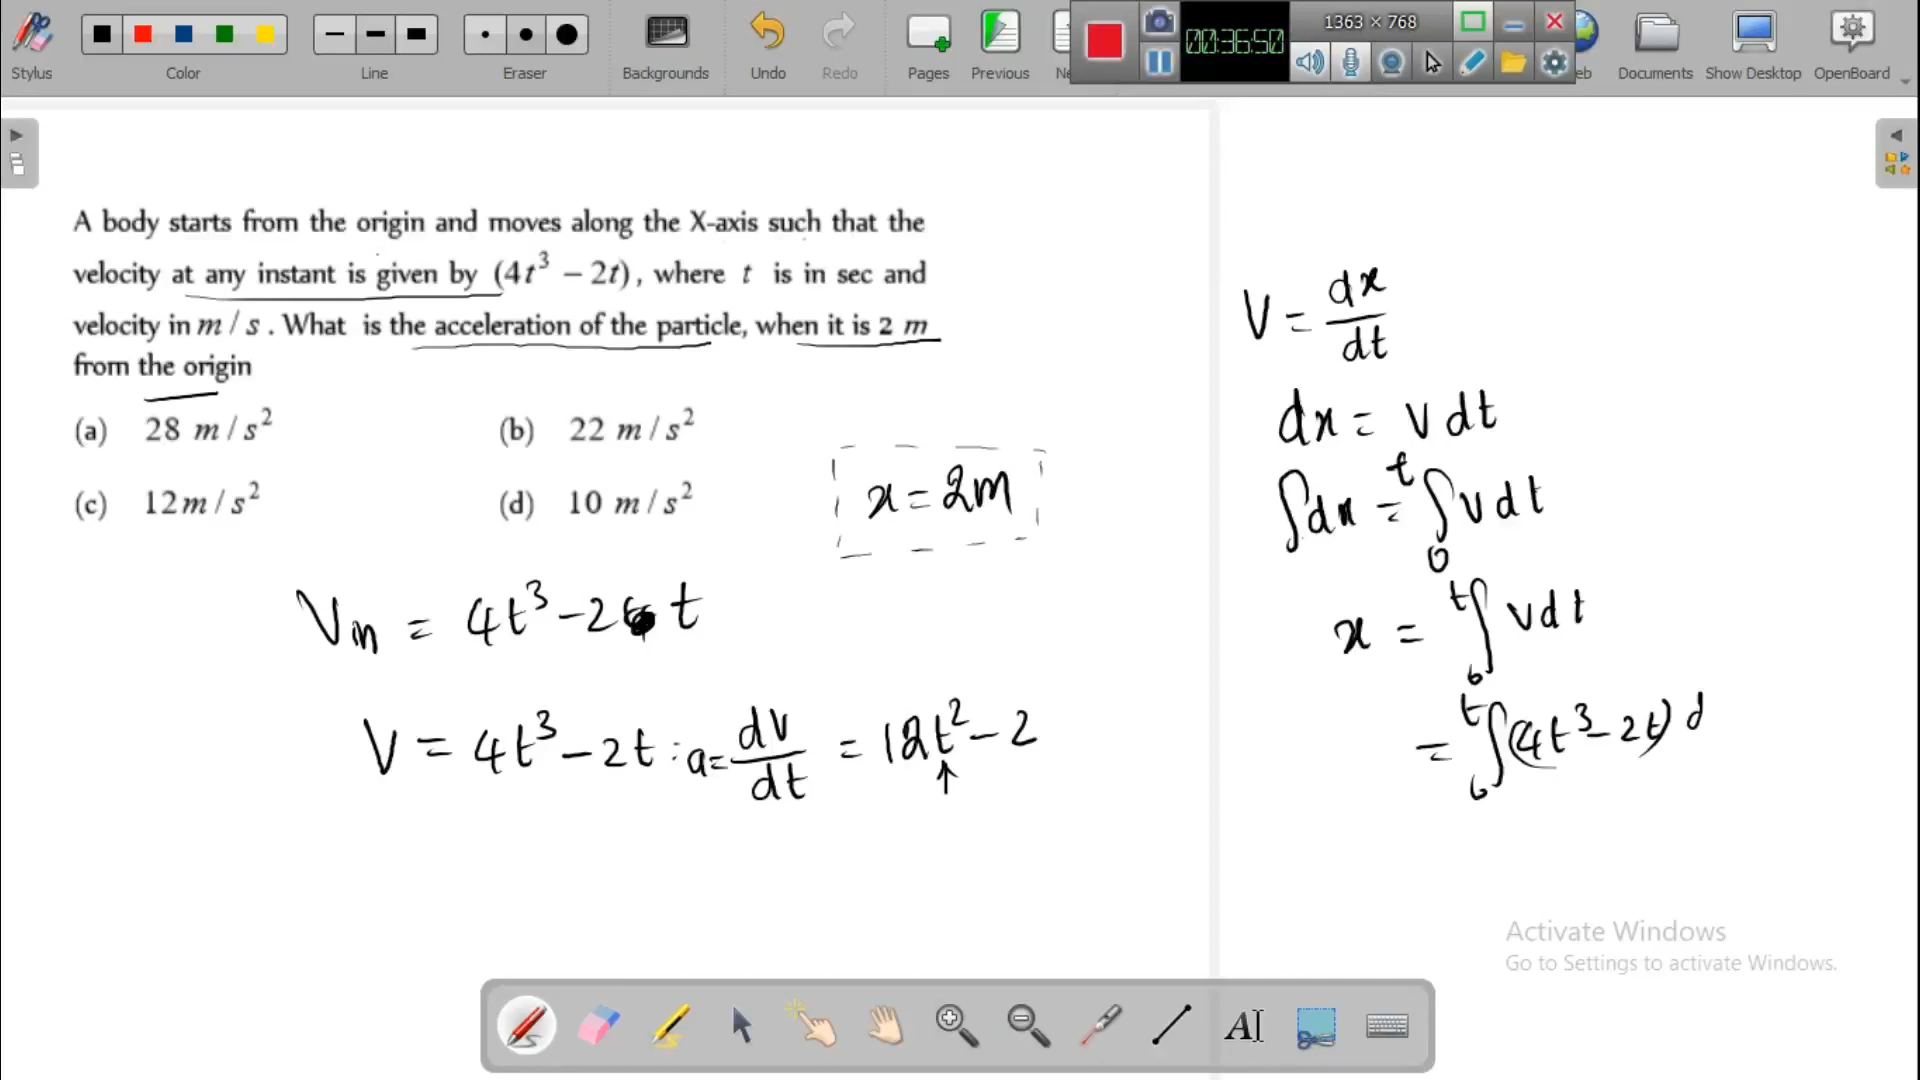 Stylus
Color
Line
Eraser
Backgrounds
Undo
Redo
Pages
Previous
00:36:50
1363 × 768
Documents
Show Desktop
OpenBoard
A body starts from the origin and moves along the X-axis such that the
velocity at any instant is given by (4t³ − 2t), where t is in sec and
velocity in m / s . What is the acceleration of the particle, when it is 2 m
from the origin
(a) 28 m / s²
(b) 22 m / s²
(c) 12 m / s²
(d) 10 m / s²
x = 2m
Vin = 4t³ − 2 t
V = 4t³ − 2t ; a = dv/dt = 12t² − 2
↑
V = dx/dt
dx = v dt
∫dx = ᵗ∫₀ v dt
x = ᵗ∫₀ v dt
= ᵗ∫₀ (4t³ − 2t) d
Activate Windows
Go to Settings to activate Windows.
AI